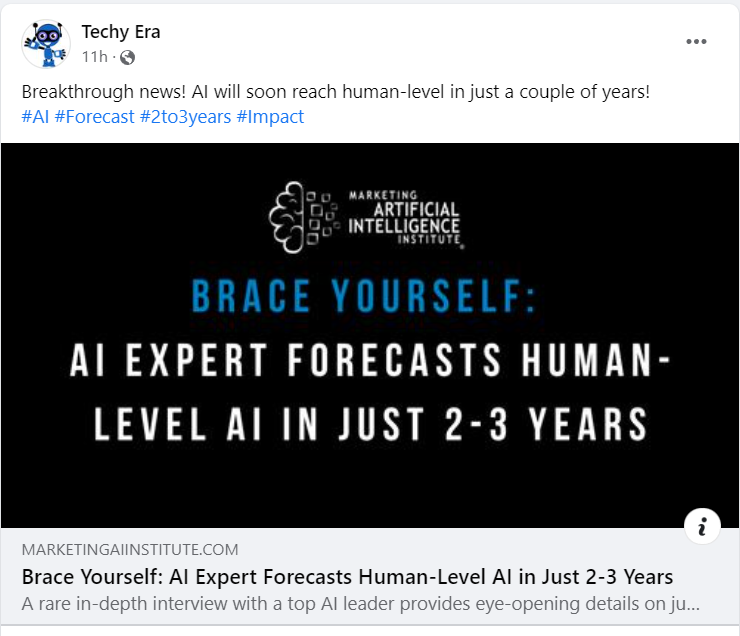 Techy Era
11h ·
Breakthrough news! AI will soon reach human-level in just a couple of years!
#AI #Forecast #2to3years #Impact
MARKETING
ARTIFICIAL
INTELLIGENCE
INSTITUTE
BRACE YOURSELF:
AI EXPERT FORECASTS HUMAN-
LEVEL AI IN JUST 2-3 YEARS
MARKETINGAIINSTITUTE.COM
Brace Yourself: AI Expert Forecasts Human-Level AI in Just 2-3 Years
A rare in-depth interview with a top AI leader provides eye-opening details on ju...